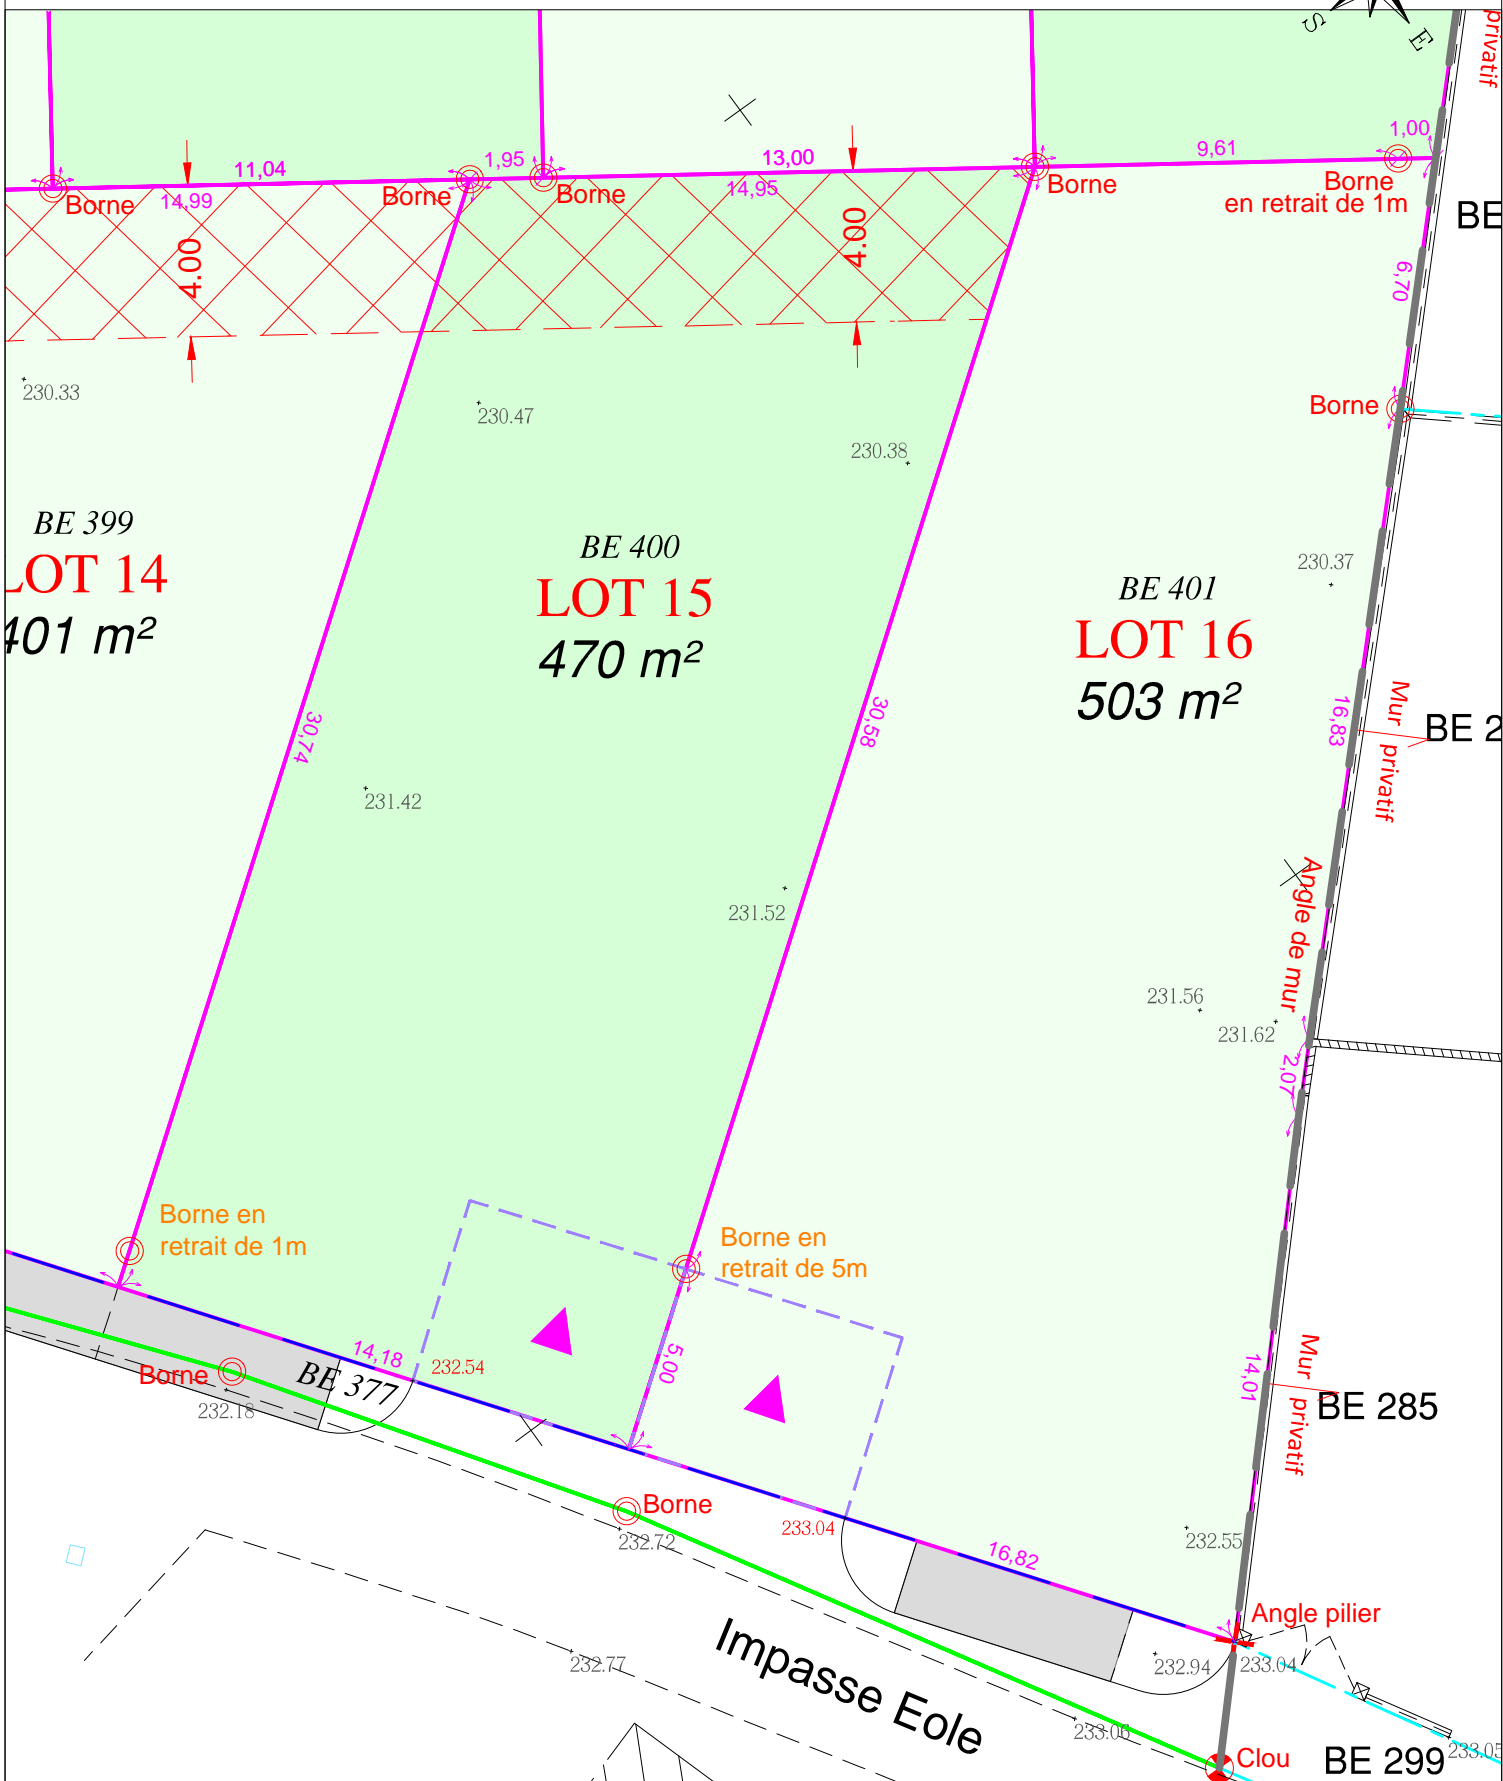 S
E
privatif
11,04
1,95
13,00
9,61
1,00
14,99
14,95
Borne
Borne
Borne
Borne
Borne
en retrait de 1m
BE
4.00
4.00
6,70
230.33
230.47
230.38
Borne
BE 399
LOT 14
401 m²
BE 400
LOT 15
470 m²
BE 401
LOT 16
503 m²
230.37
30,74
30,58
16,83
Mur privatif
BE 2
231.42
231.52
Angle de mur
231.56
231.62
2,07
Borne en
retrait de 1m
Borne en
retrait de 5m
14,18
232.54
5,00
14,01
Mur privatif
BE 285
Borne
BE 377
232.18
Borne
232.72
233.04
16,82
232.55
Angle pilier
232.77
Impasse Eole
232.94
233.04
233.06
Clou
BE 299
233.05